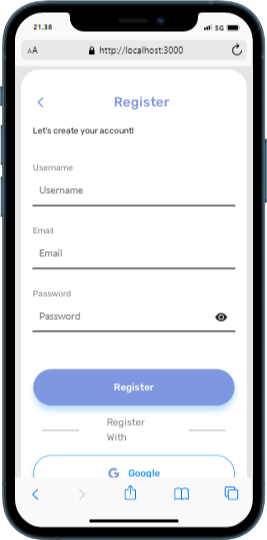 21.38
5G
AA
http://localhost:3000
Register
Let's create your account!
Username
Username
Email
Email
Password
Password
Register
Register
With
Google